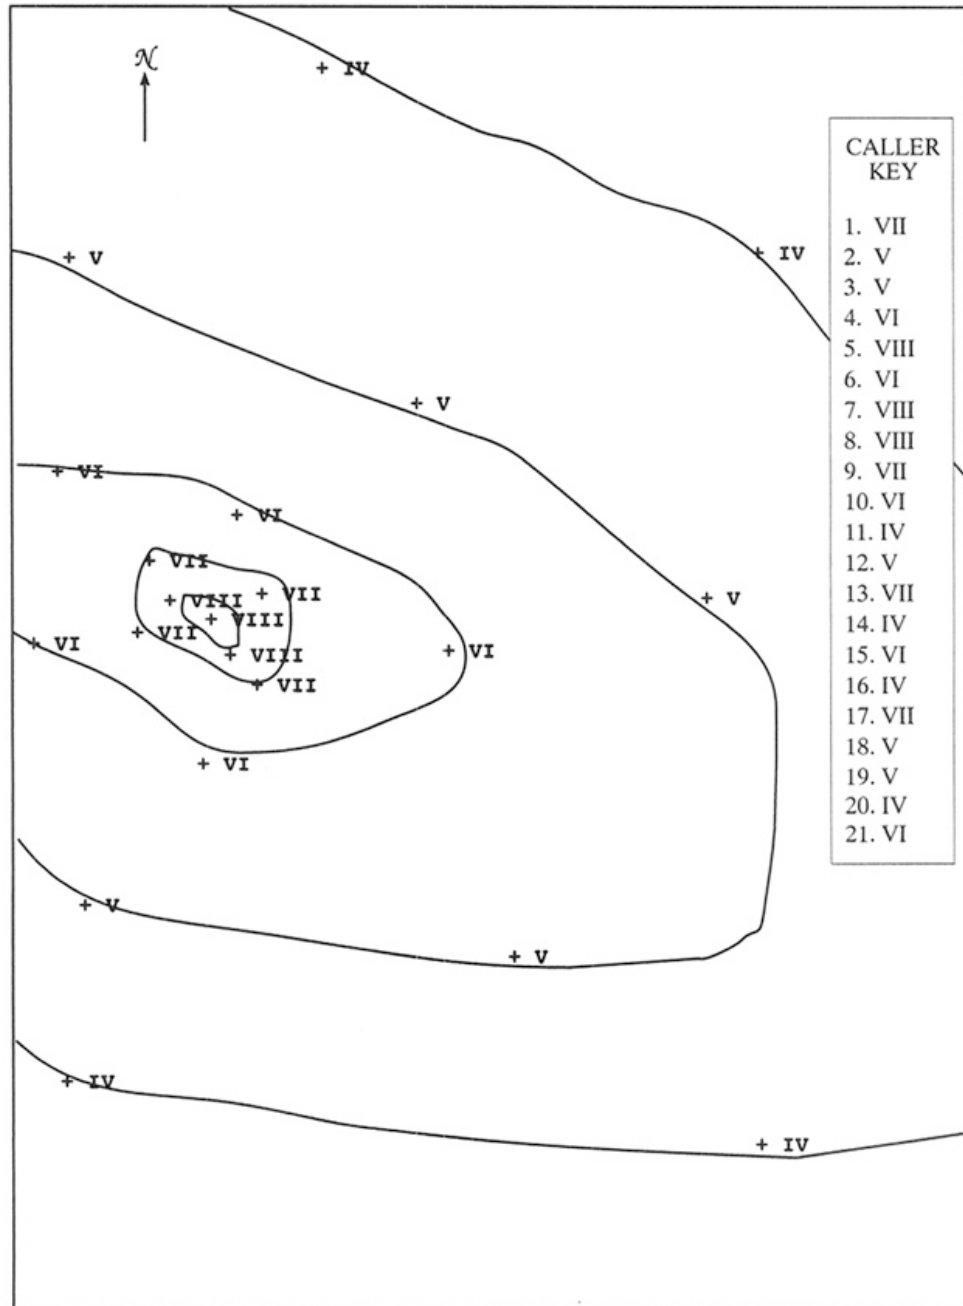 N
+ IV
CALLER
KEY
1. VII
2. V
3. V
4. VI
5. VIII
6. VI
7. VIII
8. VIII
9. VII
10. VI
11. IV
12. V
13. VII
14. IV
15. VI
16. IV
17. VII
18. V
19. V
20. IV
21. VI
+ IV
+ V
+ V
+ VI
+ VI
+ VII
+ VII
+ VIII
+ V
+ VIII
+ VII
+ VI
+ VI
+ VIII
+ VII
+ VI
+ V
+ V
+ IV
+ IV